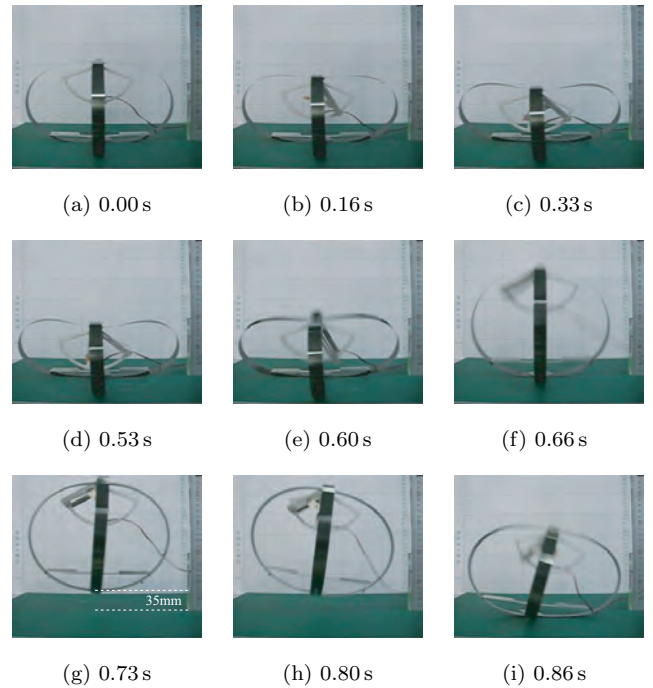 (a) 0.00 s
(b) 0.16 s
(c) 0.33 s
(d) 0.53 s
(e) 0.60 s
(f) 0.66 s
35mm
(g) 0.73 s
(h) 0.80 s
(i) 0.86 s